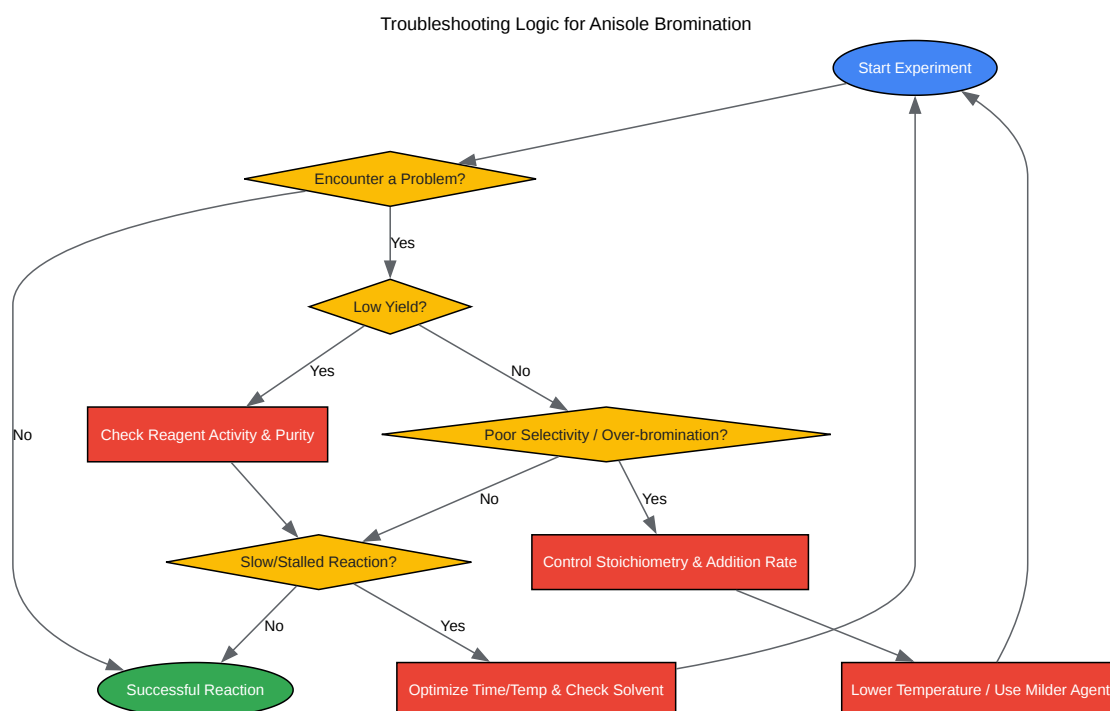 Troubleshooting Logic for Anisole Bromination
Start Experiment
Encounter a Problem?
Yes
Low Yield?
Yes
No
No
Check Reagent Activity & Purity
Poor Selectivity / Over-bromination?
No
Yes
Slow/Stalled Reaction?
Control Stoichiometry & Addition Rate
No
Yes
Successful Reaction
Optimize Time/Temp & Check Solvent
Lower Temperature / Use Milder Agent